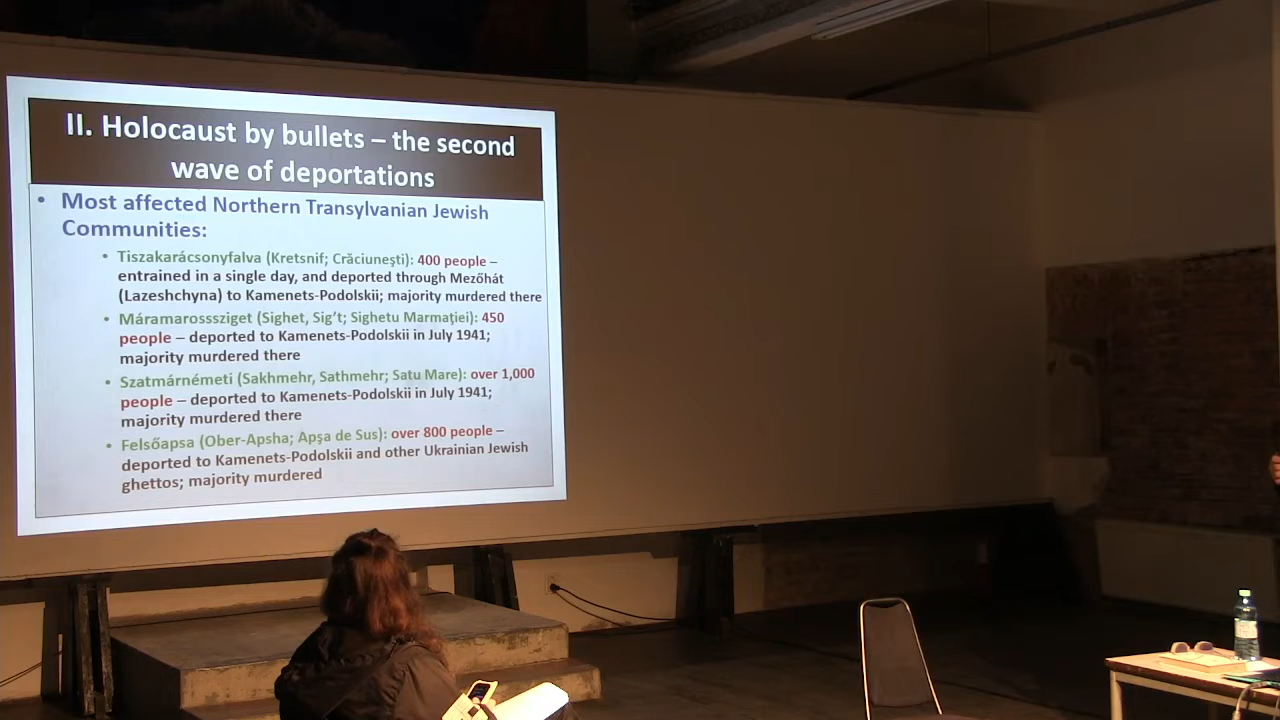 II. Holocaust by bullets – the second
wave of deportations
• Most affected Northern Transylvanian Jewish
Communities:
• Tiszakarácsonyfalva (Kretsnif; Crăciuneşti): 400 people –
entrained in a single day, and deported through Mezőhát
(Lazeshchyna) to Kamenets-Podolskii; majority murdered there
• Máramarosssziget (Sighet, Sig't; Sighetu Marmaţiei): 450
people – deported to Kamenets-Podolskii in July 1941;
majority murdered there
• Szatmárnémeti (Sakhmehr, Sathmehr; Satu Mare): over 1,000
people – deported to Kamenets-Podolskii in July 1941;
majority murdered there
• Felsőapsa (Ober-Apsha; Apşa de Sus): over 800 people –
deported to Kamenets-Podolskii and other Ukrainian Jewish
ghettos; majority murdered